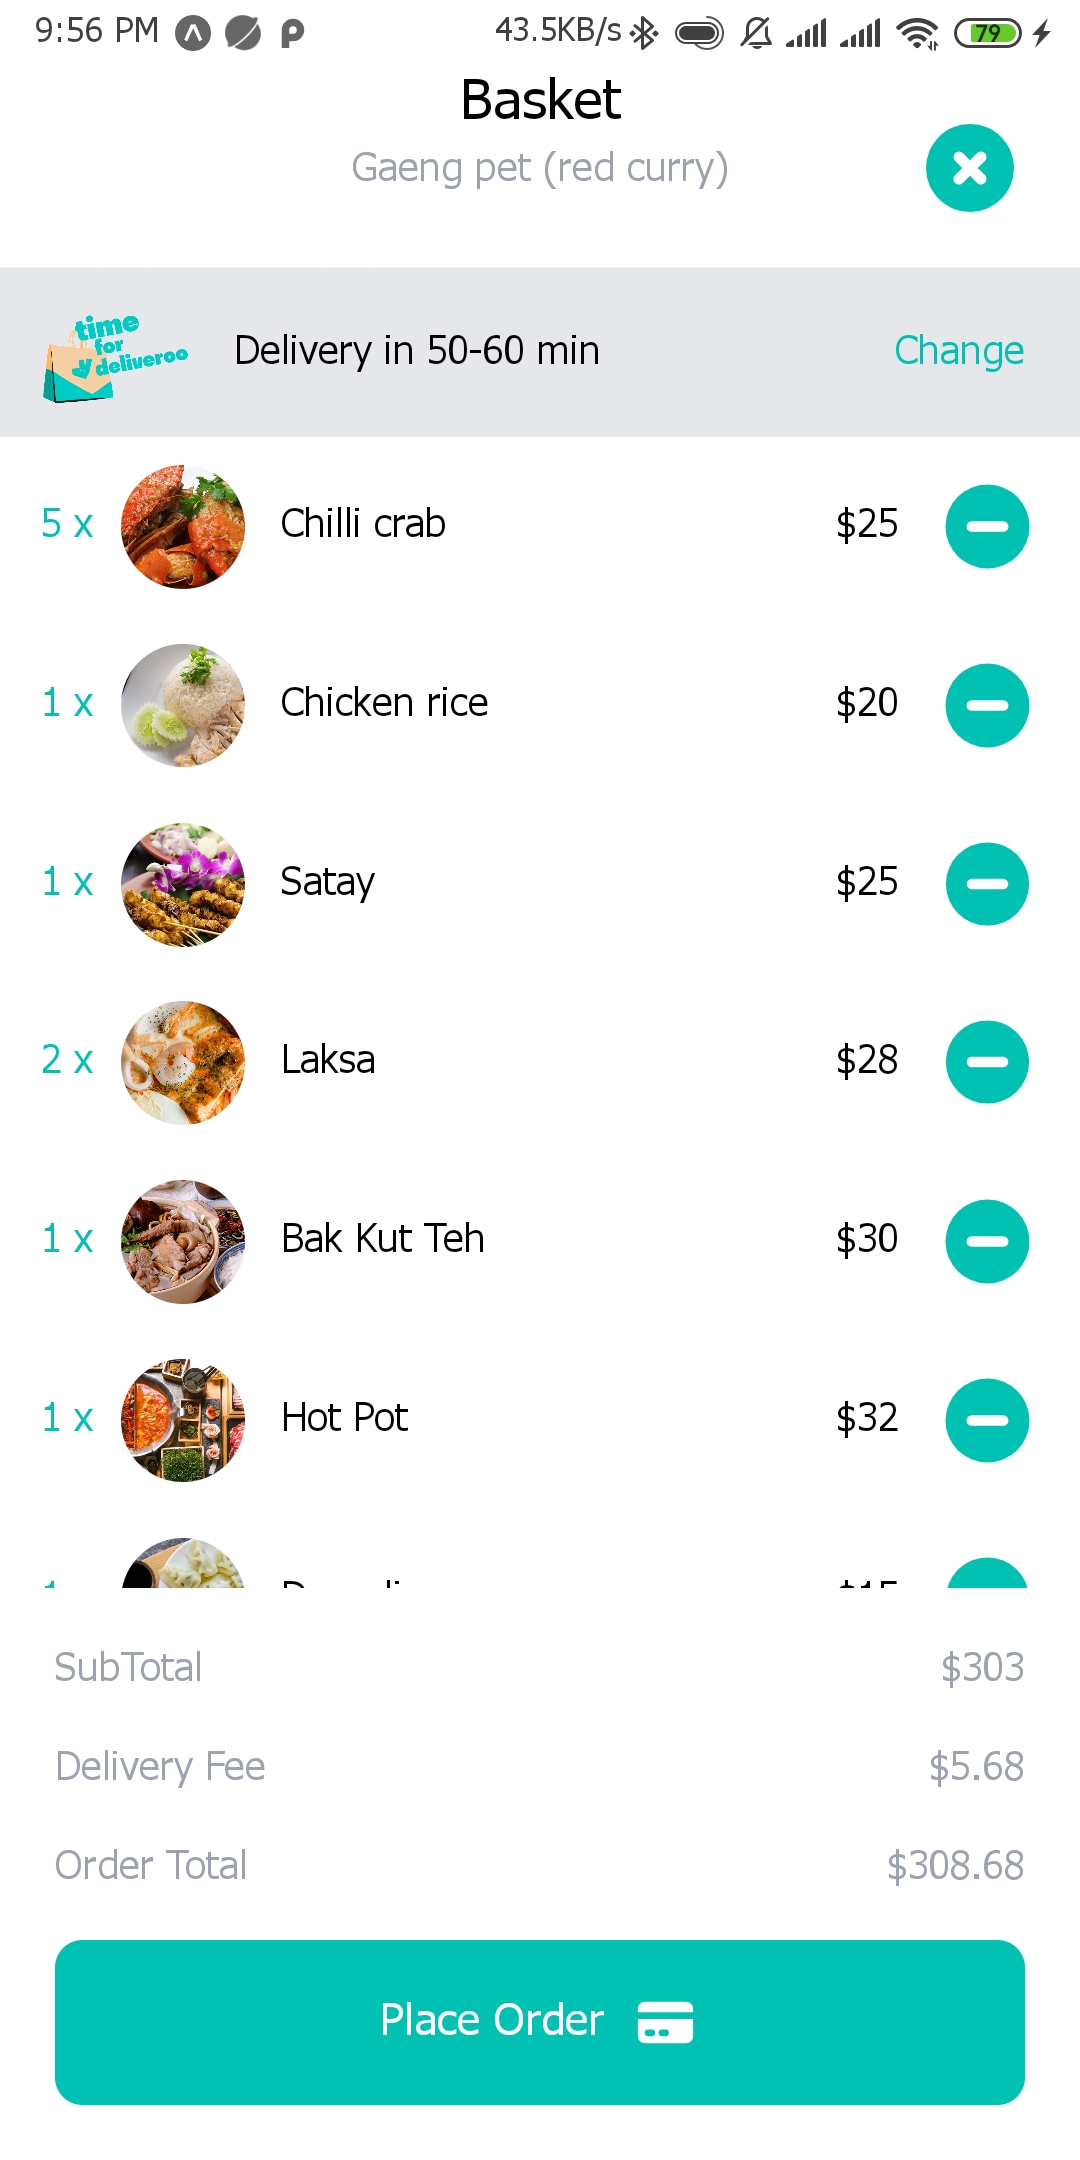 9:56 PM 43.5KB/s 79
Basket
Gaeng pet (red curry)
time
for
deliveroo
Delivery in 50-60 min
Change
5 x Chilli crab $25
1 x Chicken rice $20
1 x Satay $25
2 x Laksa $28
1 x Bak Kut Teh $30
1 x Hot Pot $32
SubTotal $303
Delivery Fee $5.68
Order Total $308.68
Place Order